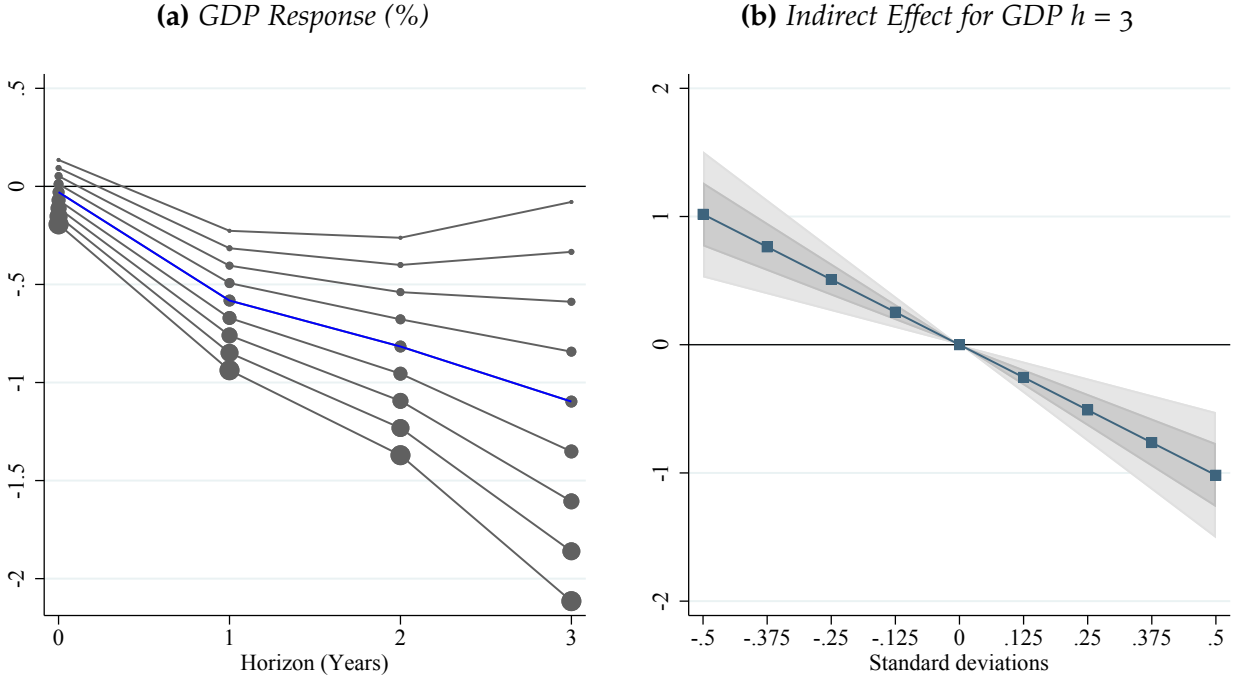 (a) GDP Response (%)
.5
0
-.5
-1
-1.5
-2
0 1 2 3
Horizon (Years)
(b) Indirect Effect for GDP h = 3
2
1
0
-1
-2
-.5 -.375 -.25 -.125 0 .125 .25 .375 .5
Standard deviations